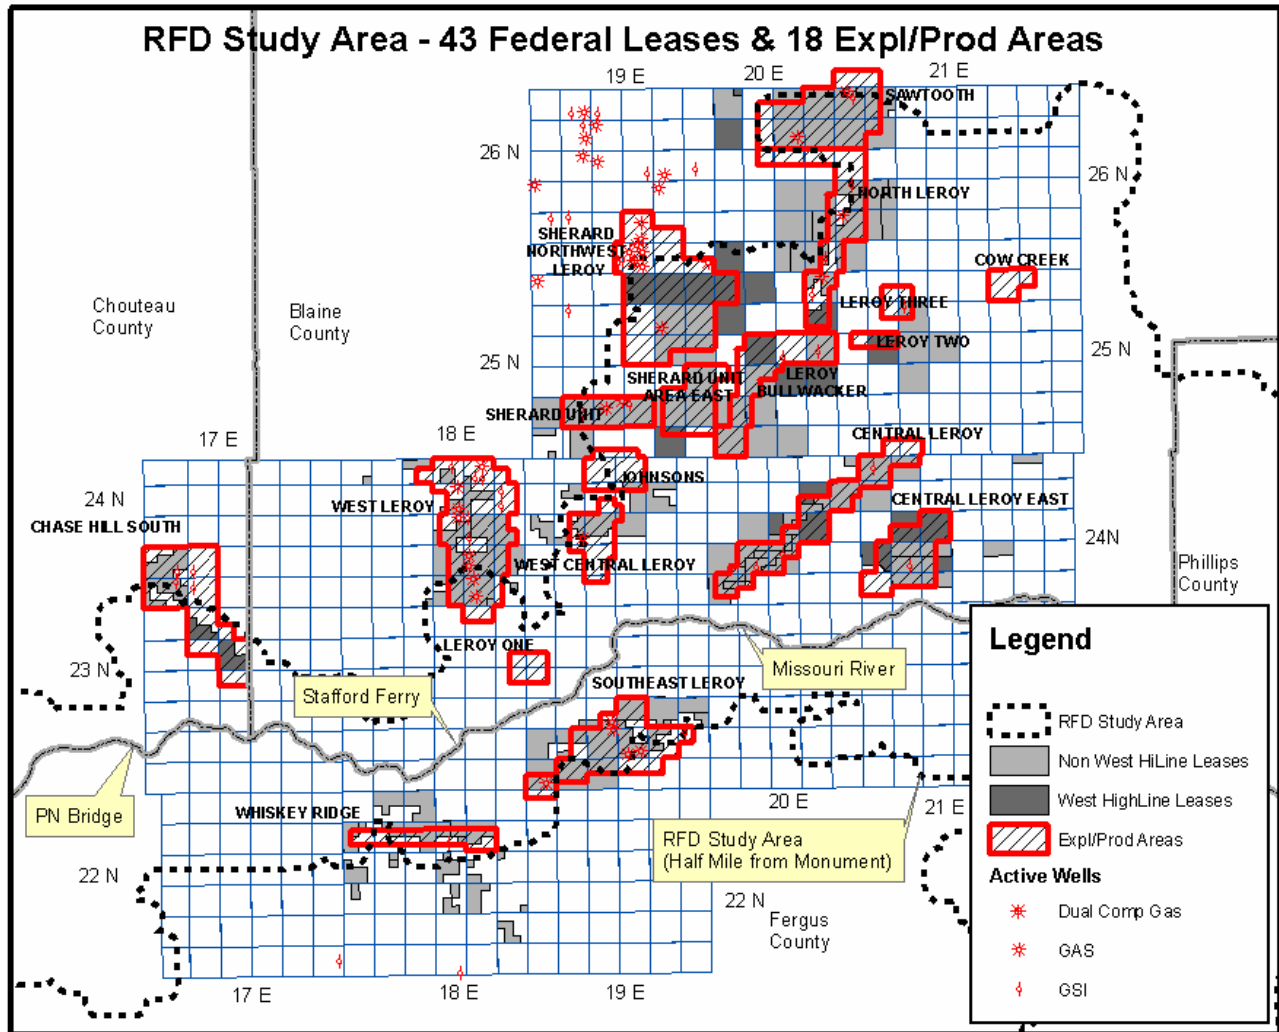 RFD Study Area - 43 Federal Leases & 18 Expl/Prod Areas
19 E
20 E
21 E
SAWTOOTH
26 N
26 N
NORTH LEROY
SHERARD
NORTHWEST
LEROY
COW CREEK
Chouteau
County
Blaine
County
LEROY THREE
LEROY TWO
25 N
25 N
SHERARD UNIT
AREA EAST
LEROY
BULLWACKER
SHERARD UNIT
17 E
18 E
CENTRAL LEROY
JOHNSONS
24 N
WEST LEROY
CENTRAL LEROY EAST
CHASE HILL SOUTH
24N
WEST CENTRAL LEROY
Phillips
County
LEROY ONE
23 N
Missouri River
Stafford Ferry
SOUTHEAST LEROY
PN Bridge
WHISKEY RIDGE
20 E
21 E
RFD Study Area
(Half Mile from Monument)
22 N
22 N
Fergus
County
17 E
18 E
19 E
Legend
RFD Study Area
Non West HiLine Leases
West HighLine Leases
Expl/Prod Areas
Active Wells
Dual Comp Gas
GAS
GSI